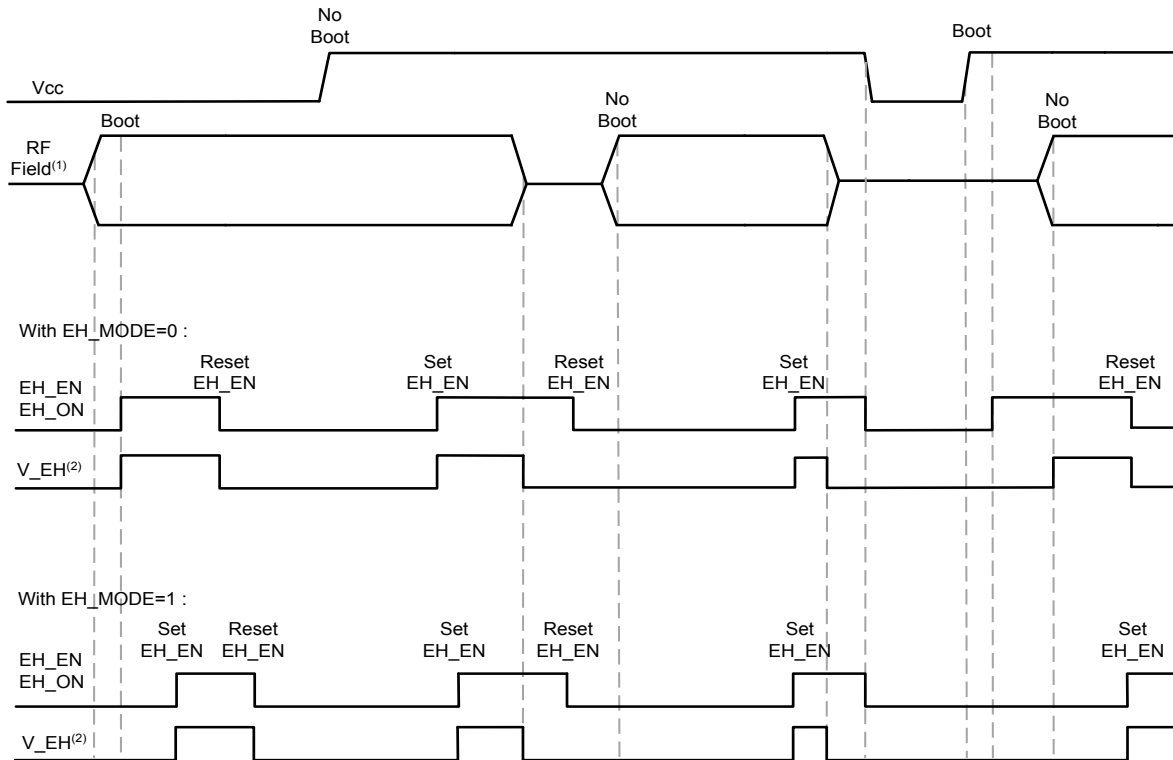 No
Boot
Boot
Vcc
Boot
No
Boot
No
Boot
RF
Field(1)
With EH_MODE=0 :
Reset
EH_EN
Set
EH_EN
Reset
EH_EN
Set
EH_EN
Reset
EH_EN
EH_EN
EH_ON
V_EH(2)
With EH_MODE=1 :
Set
EH_EN
Reset
EH_EN
Set
EH_EN
Reset
EH_EN
Set
EH_EN
Set
EH_EN
EH_EN
EH_ON
V_EH(2)